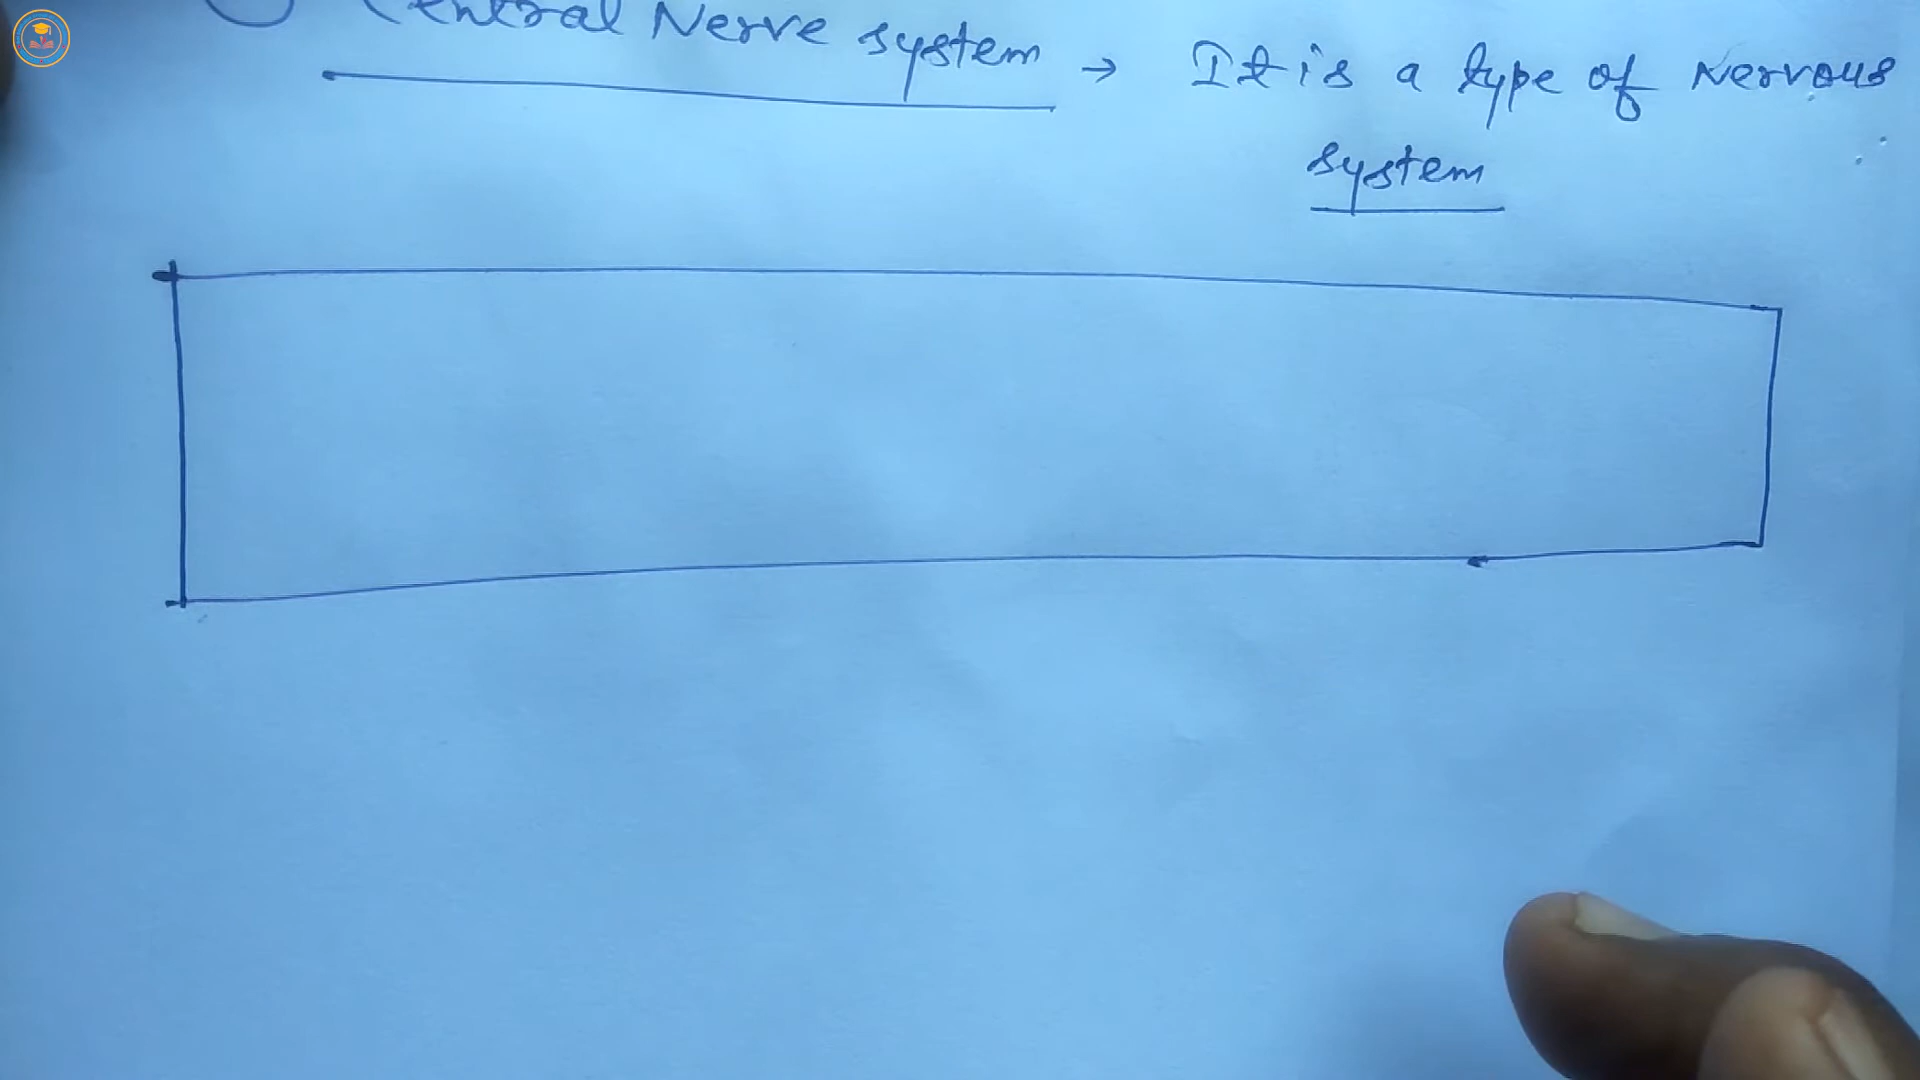 Central Nerve system → It is a type of Nervous
system